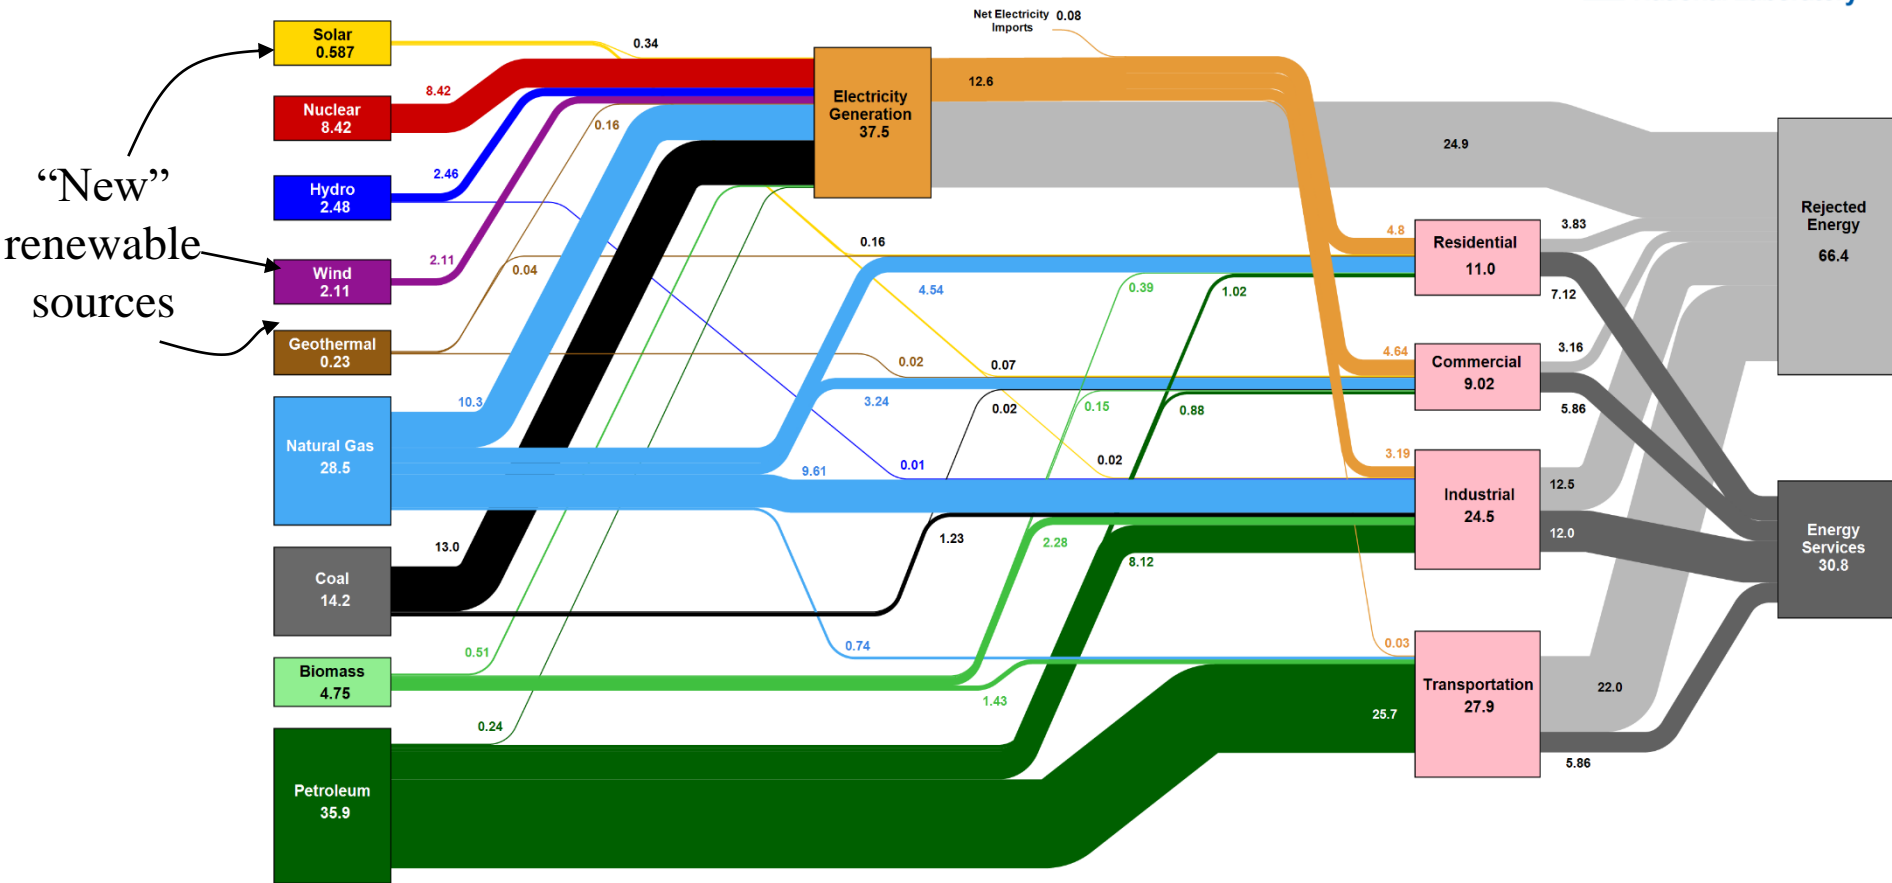 Net Electricity 0.08
Imports
Solar
0.587
0.34
12.6
Nuclear
8.42
8.42
0.16
Electricity
Generation
37.5
24.9
“New”
renewable
sources
Hydro
2.48
2.46
Wind
2.11
2.11
0.04
0.16
Geothermal
0.23
0.02
0.07
Natural Gas
28.5
10.3
4.54
3.24
9.61
0.74
0.39
1.02
0.02
0.15
0.88
0.01
0.02
Coal
14.2
13.0
1.23
Biomass
4.75
0.51
2.28
1.43
Petroleum
35.9
0.24
8.12
25.7
4.8
Residential
11.0
3.83
7.12
4.64
Commercial
9.02
3.16
5.86
3.19
Industrial
24.5
12.5
12.0
0.03
Transportation
27.9
22.0
5.86
Rejected
Energy
66.4
Energy
Services
30.8